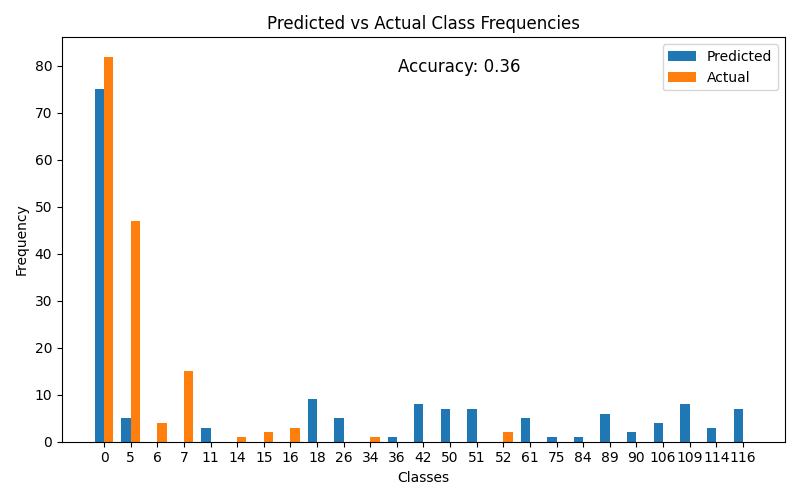 Predicted vs Actual Class Frequencies
Accuracy: 0.36
Predicted
Actual
Frequency
80
70
60
50
40
30
20
10
0
0 5 6 7 11 14 15 16 18 26 34 36 42 50 51 52 61 75 84 89 90 106 109 114 116
Classes